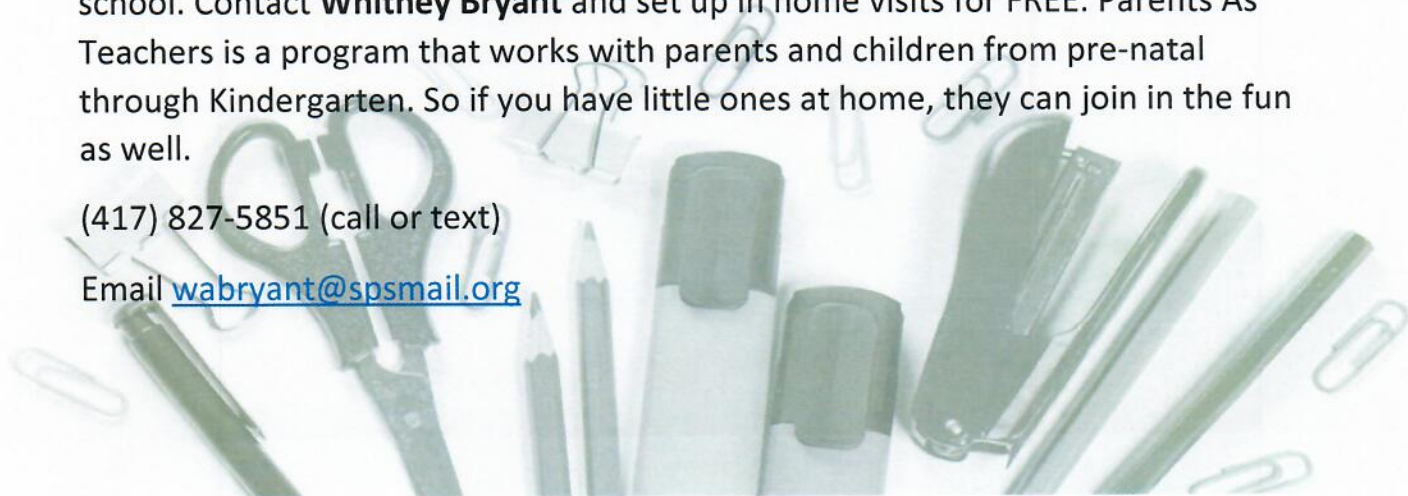 school. Contact Whitney Bryant and set up in home visits for FREE. Parents As
Teachers is a program that works with parents and children from pre-natal
through Kindergarten. So if you have little ones at home, they can join in the fun
as well.
(417) 827-5851 (call or text)
Email wabryant@spsmail.org